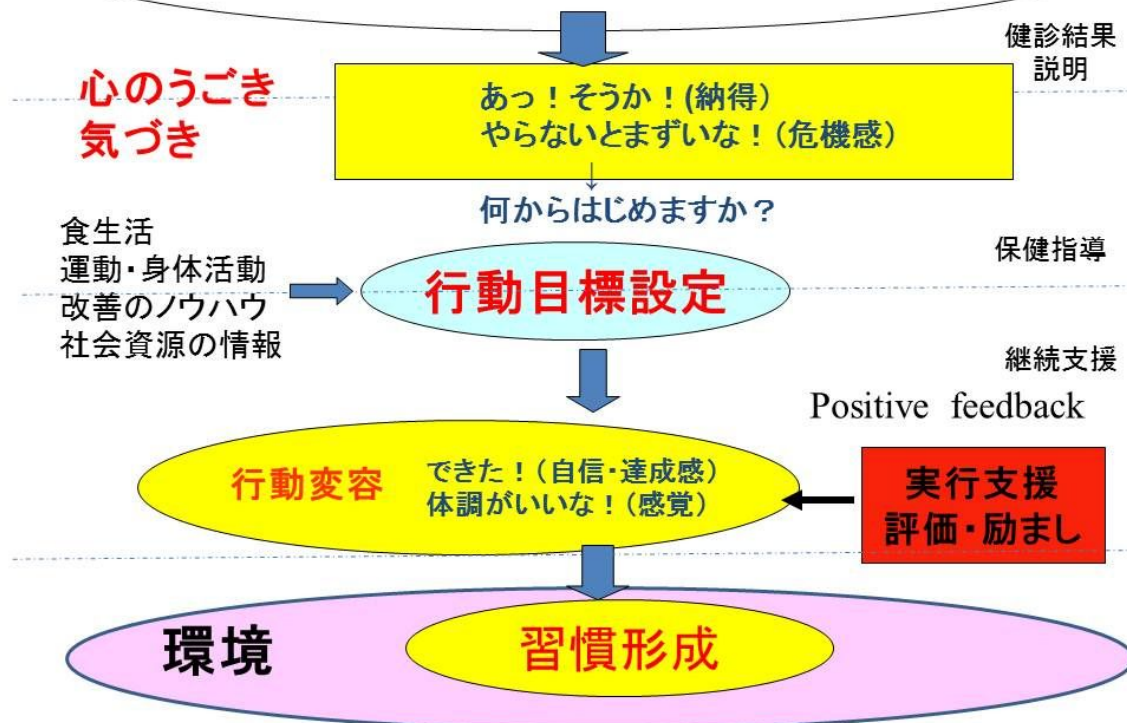 健診結果
説明
心のうごき
気づき
あっ！そうか！(納得)
やらないとまずいな！(危機感)
↓
何からはじめますか？
食生活
運動・身体活動
改善のノウハウ
社会資源の情報
行動目標設定
保健指導
継続支援
Positive feedback
行動変容
できた！(自信・達成感)
体調がいいな！(感覚)
実行支援
評価・励まし
環境
習慣形成